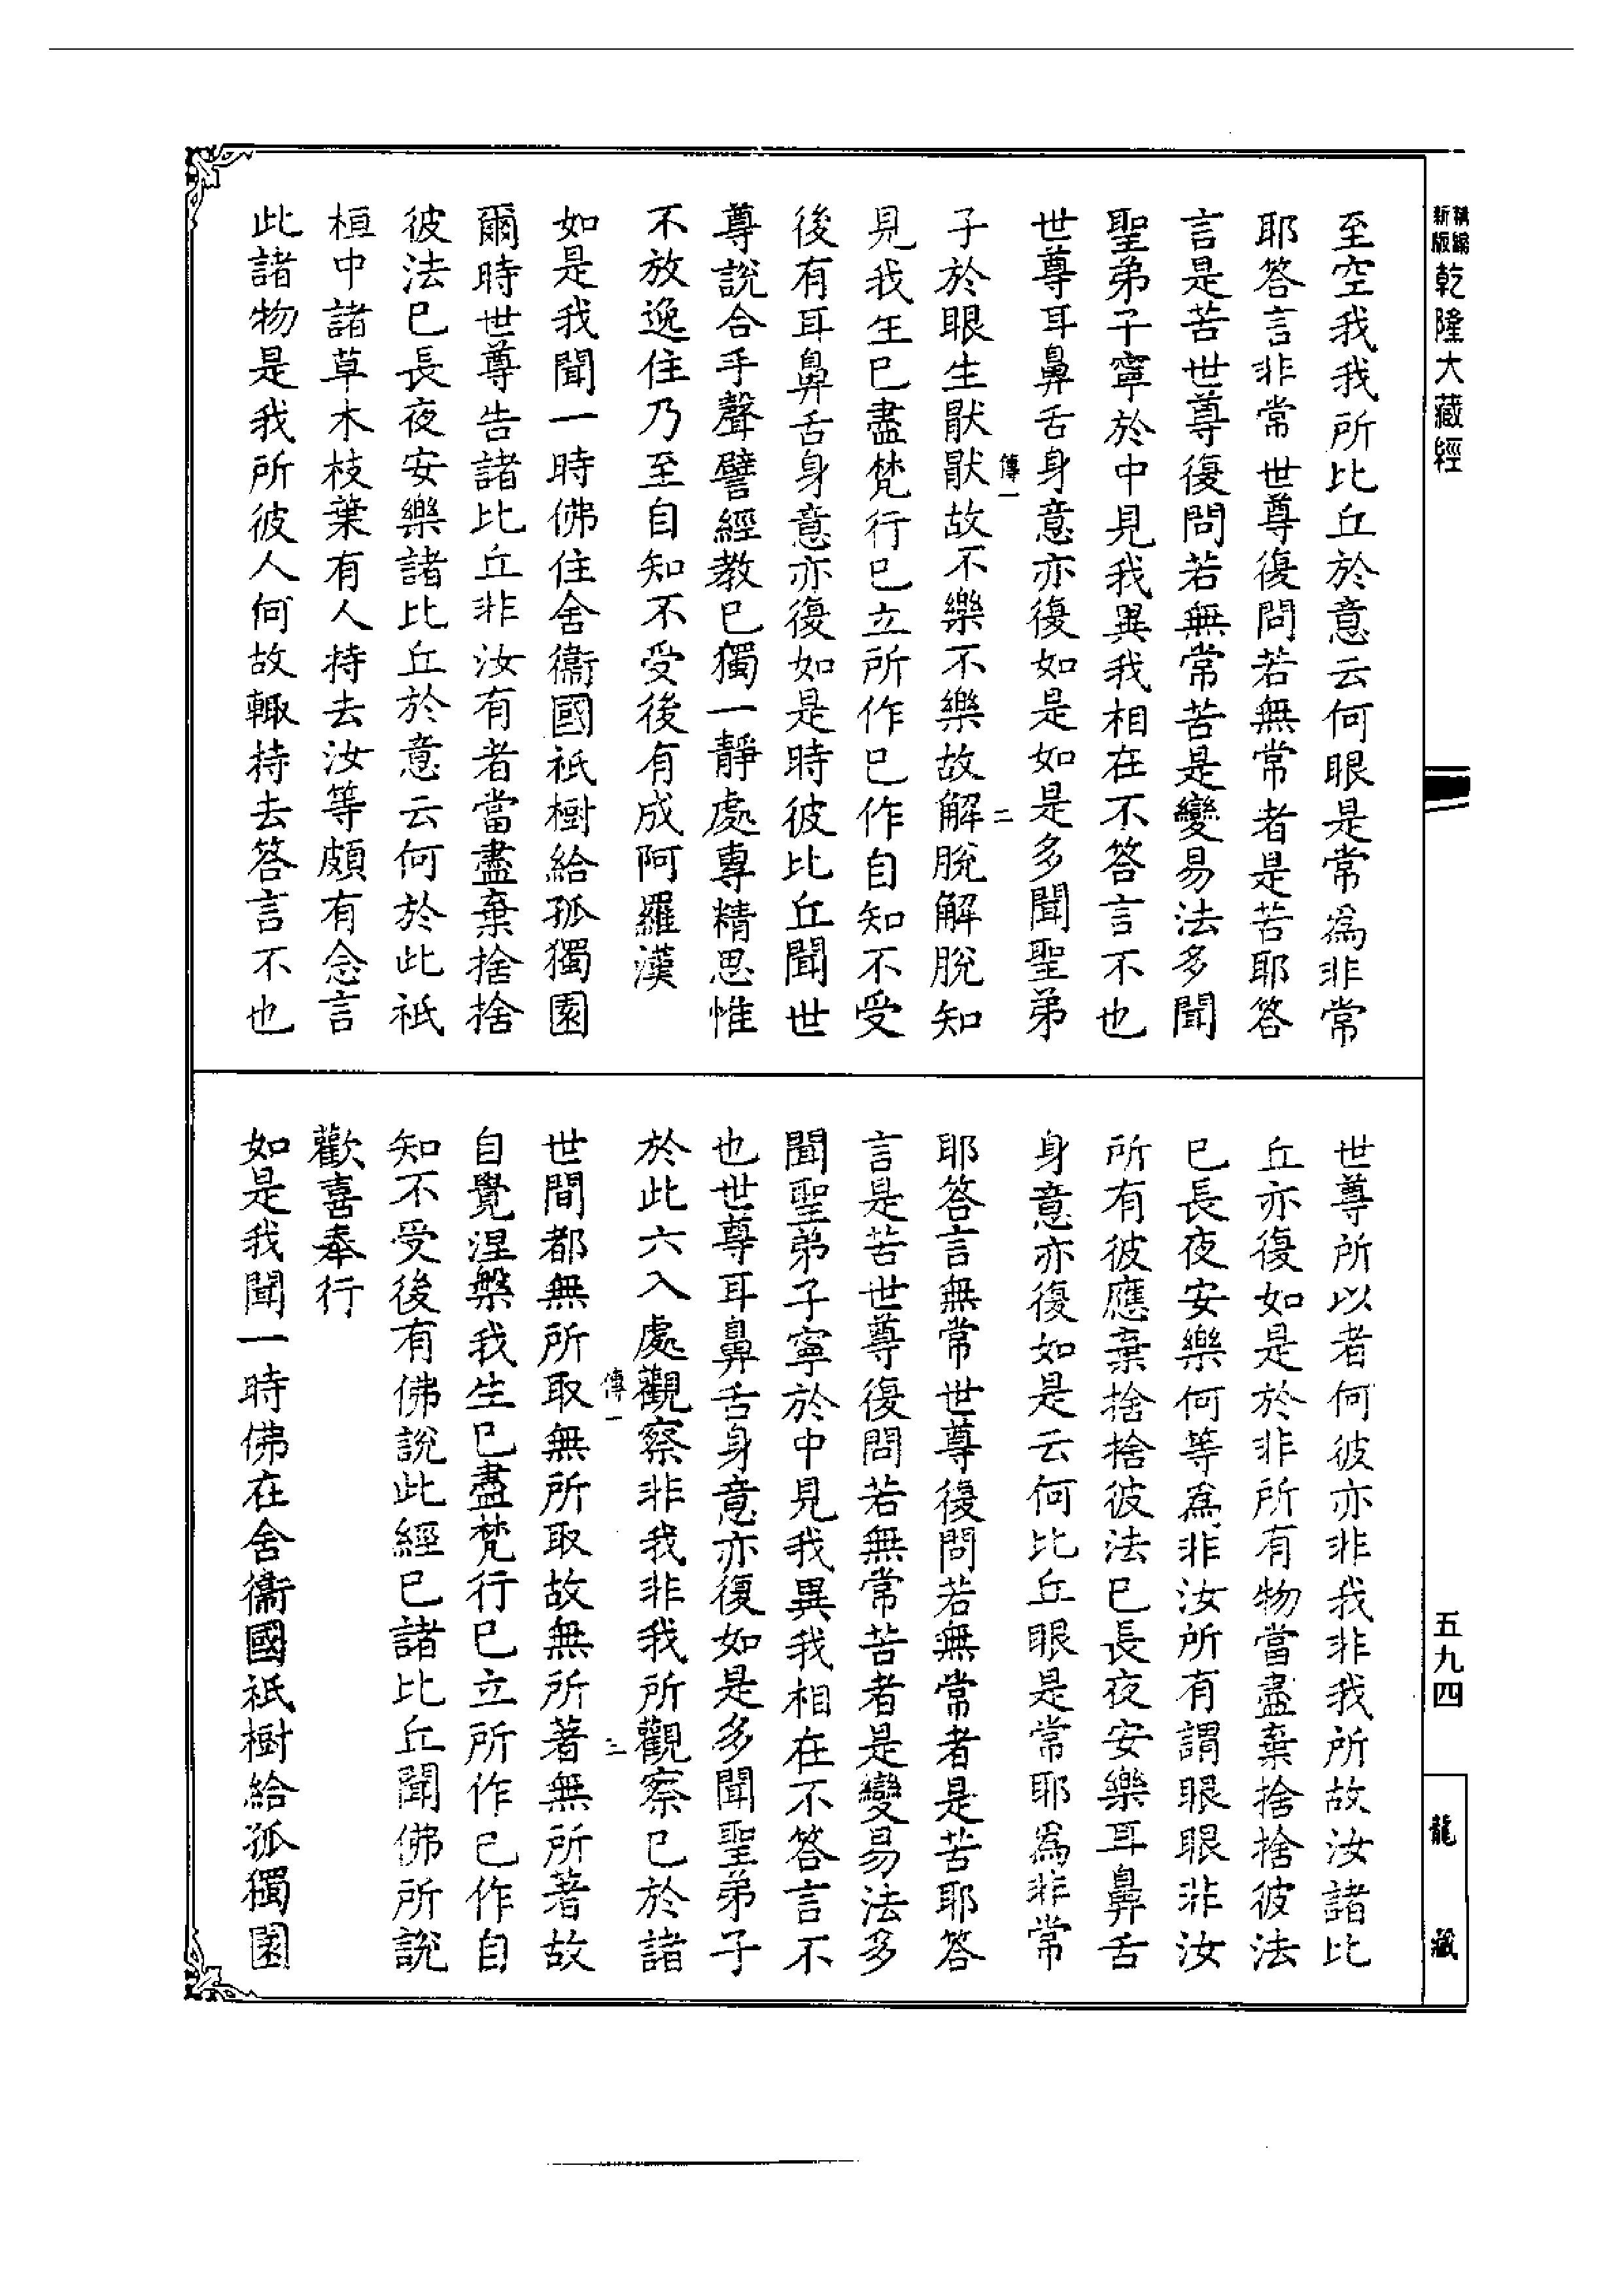 新版精編乾隆大藏經
至空我我所比丘於意云何眼是常爲非常
耶答言非常世尊復問若無常者是苦耶答
言是苦世尊復問若無常苦是變易法多聞
聖弟子寧於中見我異我相在不答言不也
世尊耳鼻舌身意亦復如是如是多聞聖弟
傳一
二
子於眼生猒猒故不樂不樂故解脫解脫知
見我生已盡梵行已立所作已作自知不受
後有耳鼻舌身意亦復如是時彼比丘聞世
尊說合手聲譬經教已獨一靜處專精思惟
不放逸住乃至自知不受後有成阿羅漢
如是我聞一時佛住舍衞國祇樹給孤獨園
爾時世尊告諸比丘非汝有者當盡棄捨捨
彼法已長夜安樂諸比丘於意云何於此祇
桓中諸草木枝葉有人持去汝等頗有念言
此諸物是我所彼人何故輒持去答言不也
世尊所以者何彼亦非我非我所故汝諸比
丘亦復如是於非所有物當盡棄捨捨彼法
已長夜安樂何等爲非汝所有謂眼眼非汝
所有彼應棄捨捨彼法已長夜安樂耳鼻舌
身意亦復如是云何比丘眼是常耶爲非常
耶答言無常世尊復問若無常者是苦耶答
言是苦世尊復問若無常苦者是變易法多
聞聖弟子寧於中見我異我相在不答言不
也世尊耳鼻舌身意亦復如是多聞聖弟子
於此六入處觀察非我非我所觀察已於諸
傳一
二
世間都無所取無所取故無所著無所著故
自覺涅槃我生已盡梵行已立所作已作自
知不受後有佛說此經已諸比丘聞佛所說
歡喜奉行
如是我聞一時佛在舍衞國祇樹給孤獨園
五九四
龍藏